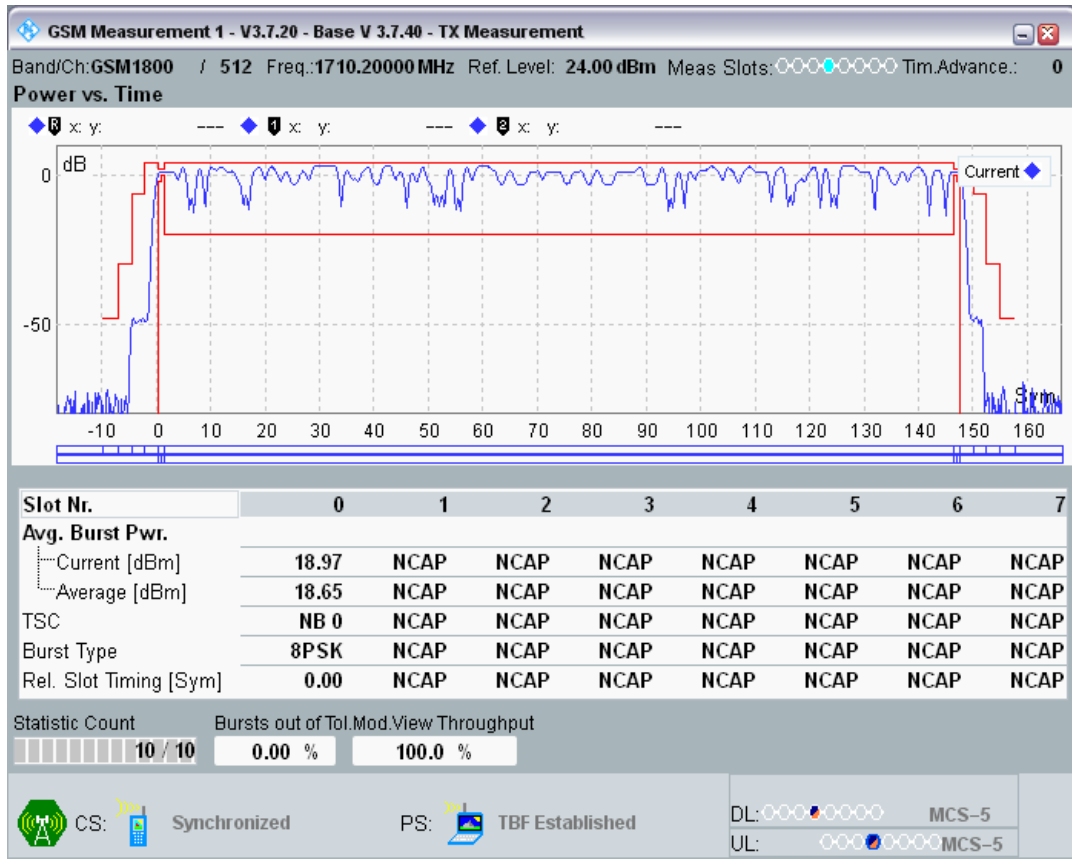 GSM Measurement 1 - V3.7.20 - Base V 3.7.40 - TX Measurement
Band/Ch:GSM1800 / 512 Freq.:1710.20000 MHz Ref. Level: 24.00 dBm Meas Slots: Tim.Advance.: 0
Power vs. Time
R x: y: --- 1 x: y: --- 2 x: y: ---
dB
Current
0
-50
Sym
-10 0 10 20 30 40 50 60 70 80 90 100 110 120 130 140 150 160
Slot Nr. 0 1 2 3 4 5 6 7
Avg. Burst Pwr.
Current [dBm] 18.97 NCAP NCAP NCAP NCAP NCAP NCAP NCAP
Average [dBm] 18.65 NCAP NCAP NCAP NCAP NCAP NCAP NCAP
TSC NB 0 NCAP NCAP NCAP NCAP NCAP NCAP NCAP
Burst Type 8PSK NCAP NCAP NCAP NCAP NCAP NCAP NCAP
Rel. Slot Timing [Sym] 0.00 NCAP NCAP NCAP NCAP NCAP NCAP NCAP
Statistic Count Bursts out of Tol. Mod.View Throughput
10 / 10 0.00 % 100.0 %
CS: Synchronized PS: TBF Established DL: MCS-5
UL: MCS-5